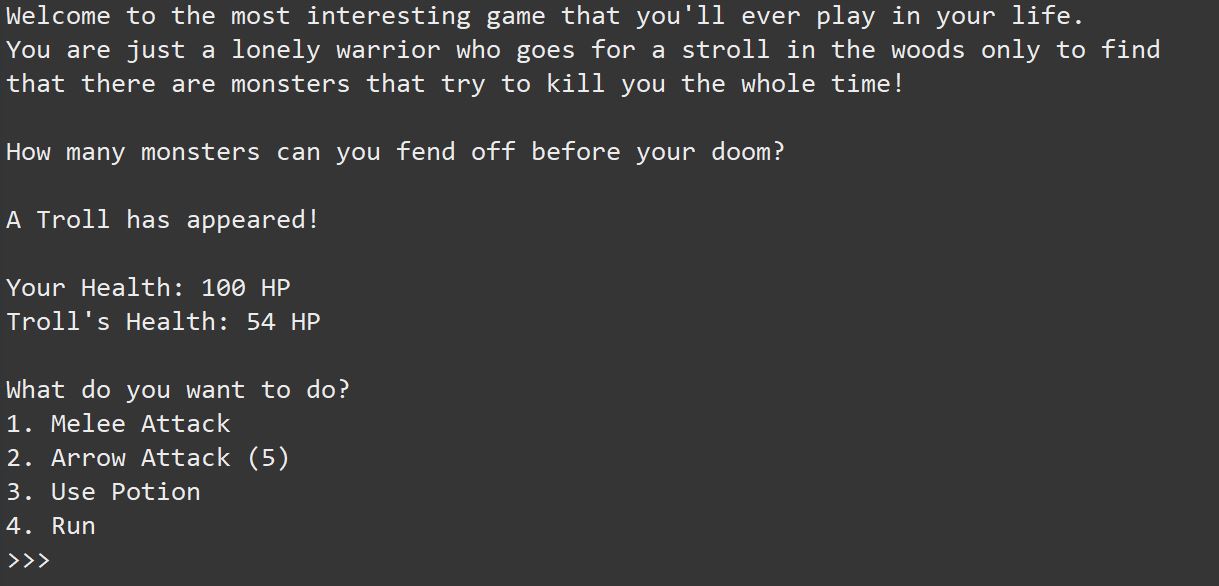 Welcome to the most interesting game that you'll ever play in your life.
You are just a lonely warrior who goes for a stroll in the woods only to find
that there are monsters that try to kill you the whole time!
How many monsters can you fend off before your doom?
A Troll has appeared!
Your Health: 100 HP
Troll's Health: 54 HP
What do you want to do?
1. Melee Attack
2. Arrow Attack (5)
3. Use Potion
4. Run
>>>